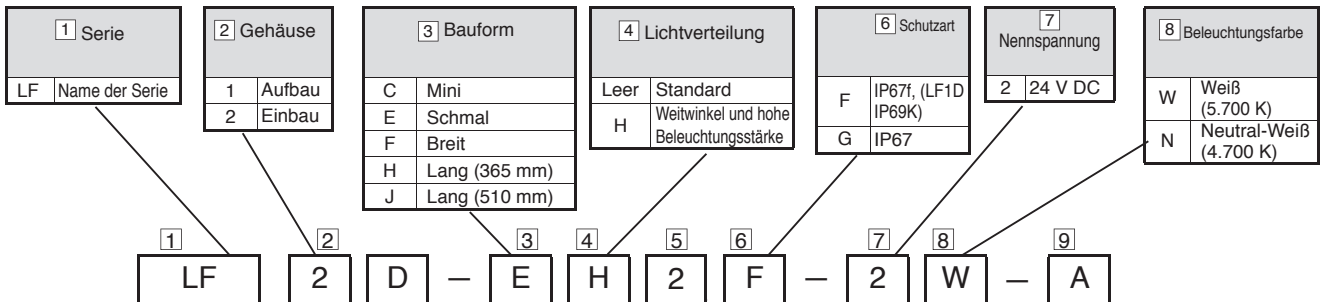 1 Serie
LF Name der Serie
2 Gehäuse
1 Aufbau
2 Einbau
3 Bauform
C Mini
E Schmal
F Breit
H Lang (365 mm)
J Lang (510 mm)
4 Lichtverteilung
Leer Standard
H Weitwinkel und hohe
Beleuchtungsstärke
6 Schutzart
F IP67f, (LF1D
IP69K)
G IP67
7
Nennspannung
2 24 V DC
8 Beleuchtungsfarbe
W Weiß
(5.700 K)
N Neutral-Weiß
(4.700 K)
1 2 3 4 5 6 7 8 9
LF 2 D – E H 2 F – 2 W – A